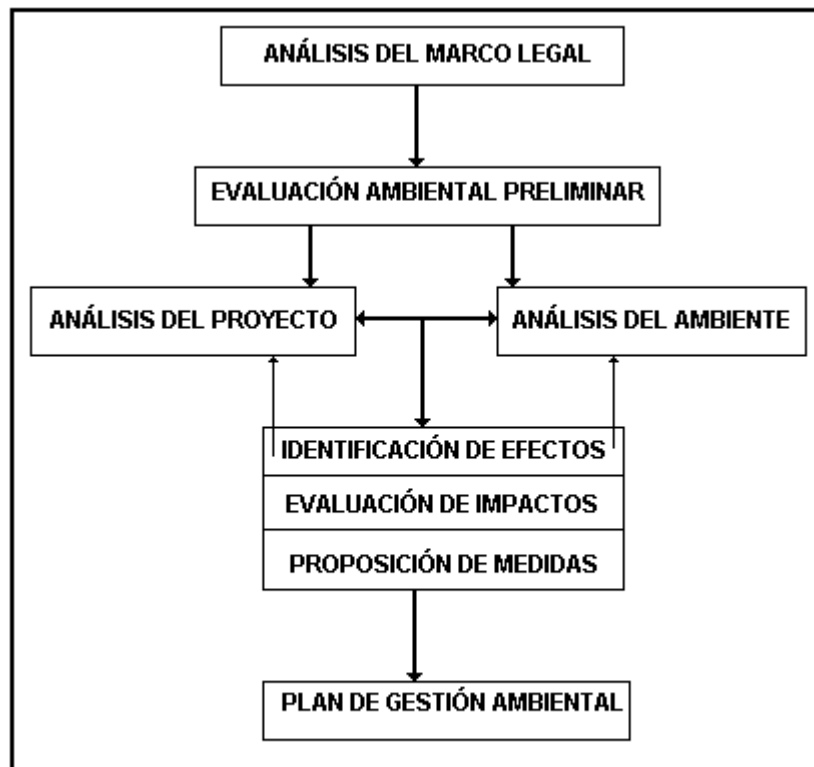 ANÁLISIS DEL MARCO LEGAL
EVALUACIÓN AMBIENTAL PRELIMINAR
ANÁLISIS DEL PROYECTO
ANÁLISIS DEL AMBIENTE
IDENTIFICACIÓN DE EFECTOS
EVALUACIÓN DE IMPACTOS
PROPOSICIÓN DE MEDIDAS
PLAN DE GESTIÓN AMBIENTAL